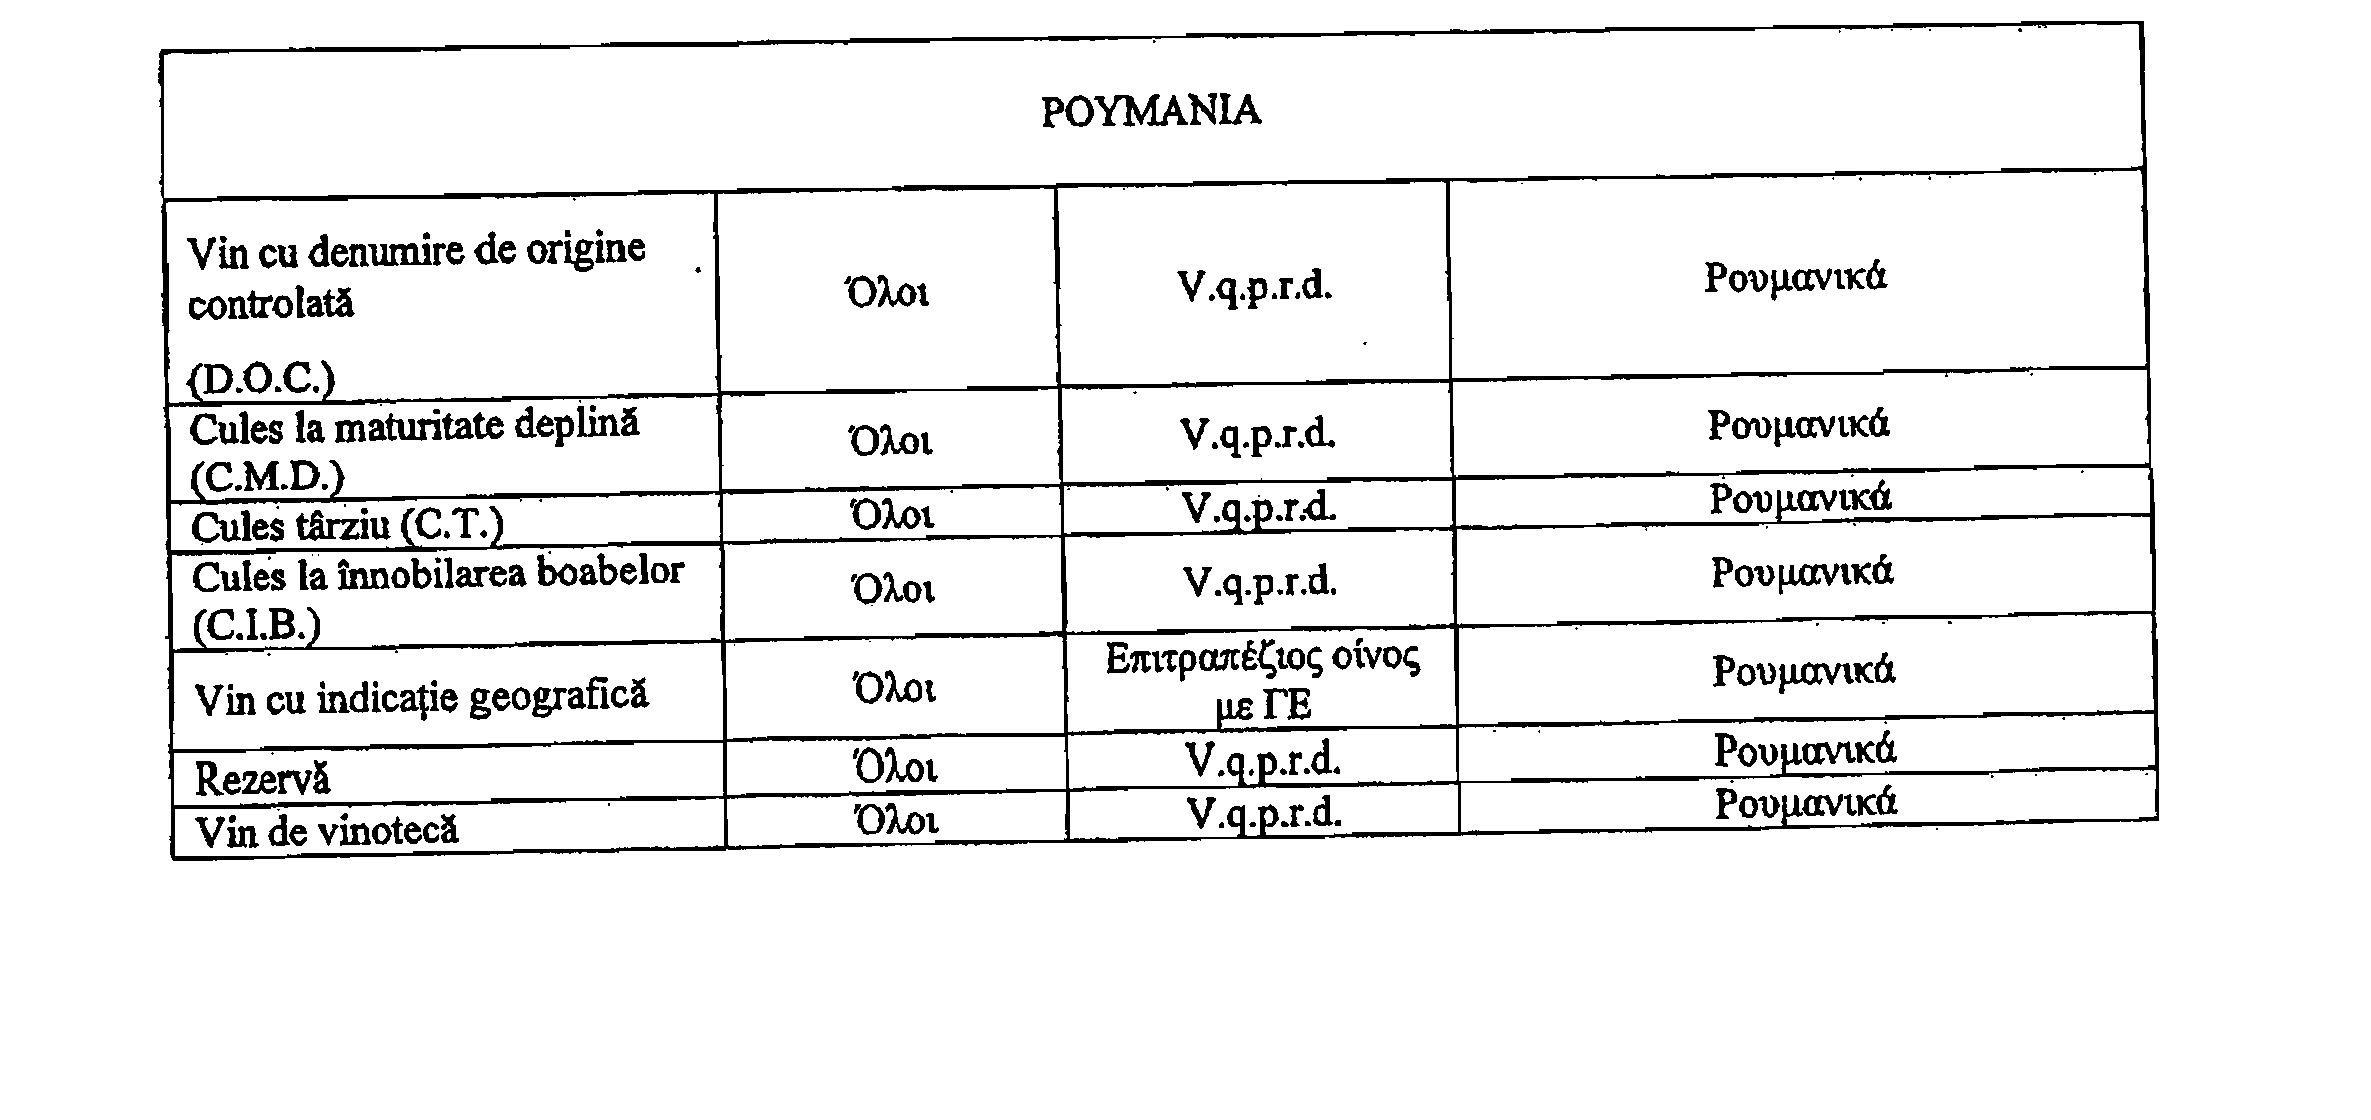 ΡΟΥΜΑΝΙΑ
Vin cu denumire de origine
controlată
(D.O.C.)
Όλοι
V.q.p.r.d.
Ρουμανικά
Cules la maturitate deplină
(C.M.D.)
Όλοι
V.q.p.r.d.
Ρουμανικά
Cules târziu (C.T.)
Όλοι
V.q.p.r.d.
Ρουμανικά
Cules la înnobilarea boabelor
(C.I.B.)
Όλοι
V.q.p.r.d.
Ρουμανικά
Vin cu indicaţie geografică
Όλοι
Επιτραπέζιος οίνος
με ΓΕ
Ρουμανικά
Rezervă
Όλοι
V.q.p.r.d.
Ρουμανικά
Vin de vinotecă
Όλοι
V.q.p.r.d.
Ρουμανικά